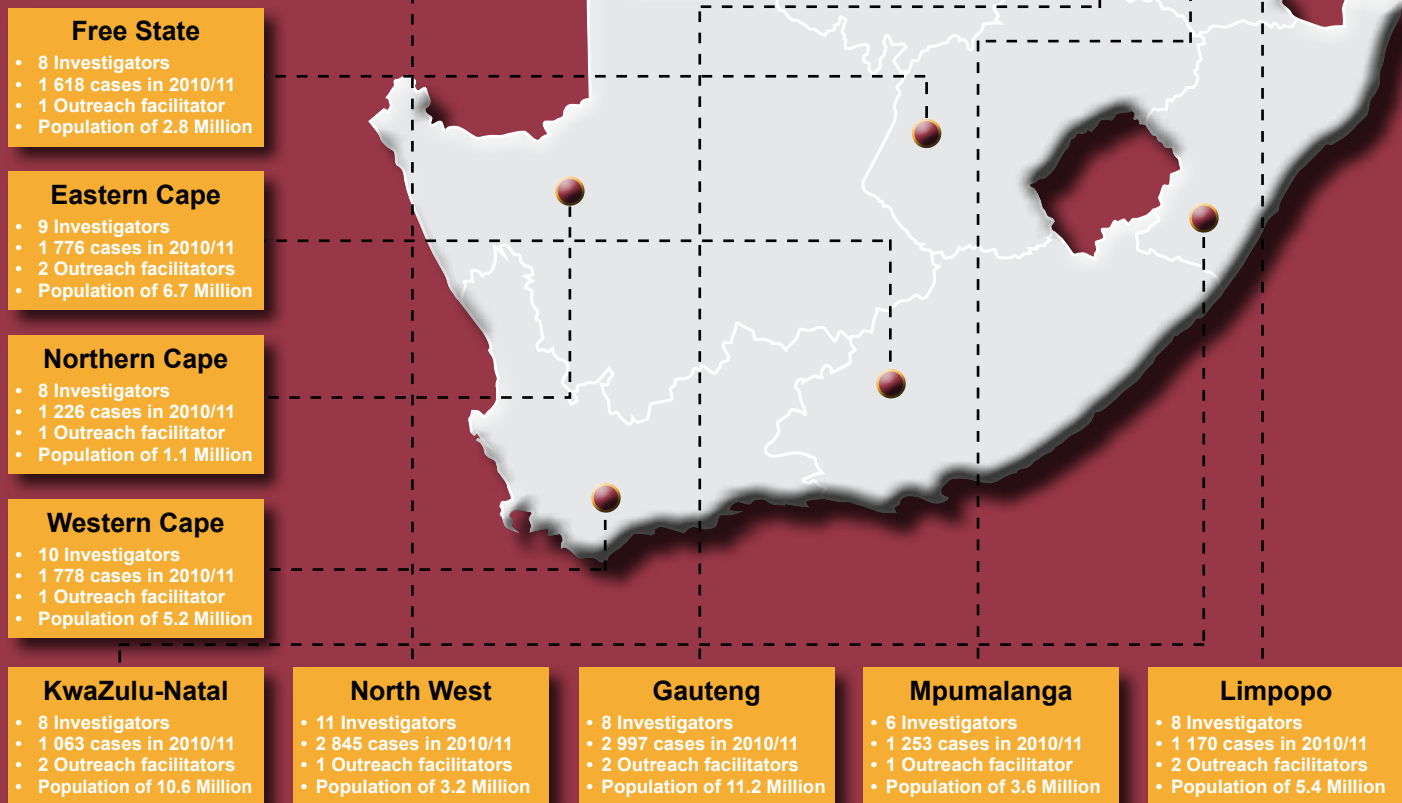 Free State
• 8 Investigators
• 1 618 cases in 2010/11
• 1 Outreach facilitator
• Population of 2.8 Million
Eastern Cape
• 9 Investigators
• 1 776 cases in 2010/11
• 2 Outreach facilitators
• Population of 6.7 Million
Northern Cape
• 8 Investigators
• 1 226 cases in 2010/11
• 1 Outreach facilitator
• Population of 1.1 Million
Western Cape
• 10 Investigators
• 1 778 cases in 2010/11
• 1 Outreach facilitator
• Population of 5.2 Million
KwaZulu-Natal
• 8 Investigators
• 1 063 cases in 2010/11
• 2 Outreach facilitators
• Population of 10.6 Million
North West
• 11 Investigators
• 2 845 cases in 2010/11
• 1 Outreach facilitators
• Population of 3.2 Million
Gauteng
• 8 Investigators
• 2 997 cases in 2010/11
• 2 Outreach facilitators
• Population of 11.2 Million
Mpumalanga
• 6 Investigators
• 1 253 cases in 2010/11
• 1 Outreach facilitator
• Population of 3.6 Million
Limpopo
• 8 Investigators
• 1 170 cases in 2010/11
• 2 Outreach facilitators
• Population of 5.4 Million